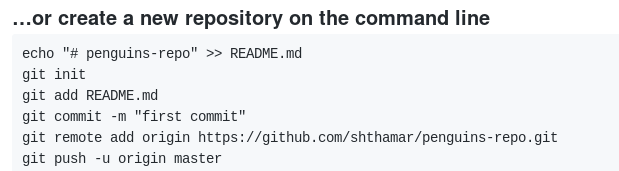 ...or create a new repository on the command line
echo "# penguins-repo" >> README.md
git init
git add README.md
git commit -m "first commit"
git remote add origin https://github.com/shthamar/penguins-repo.git
git push -u origin master